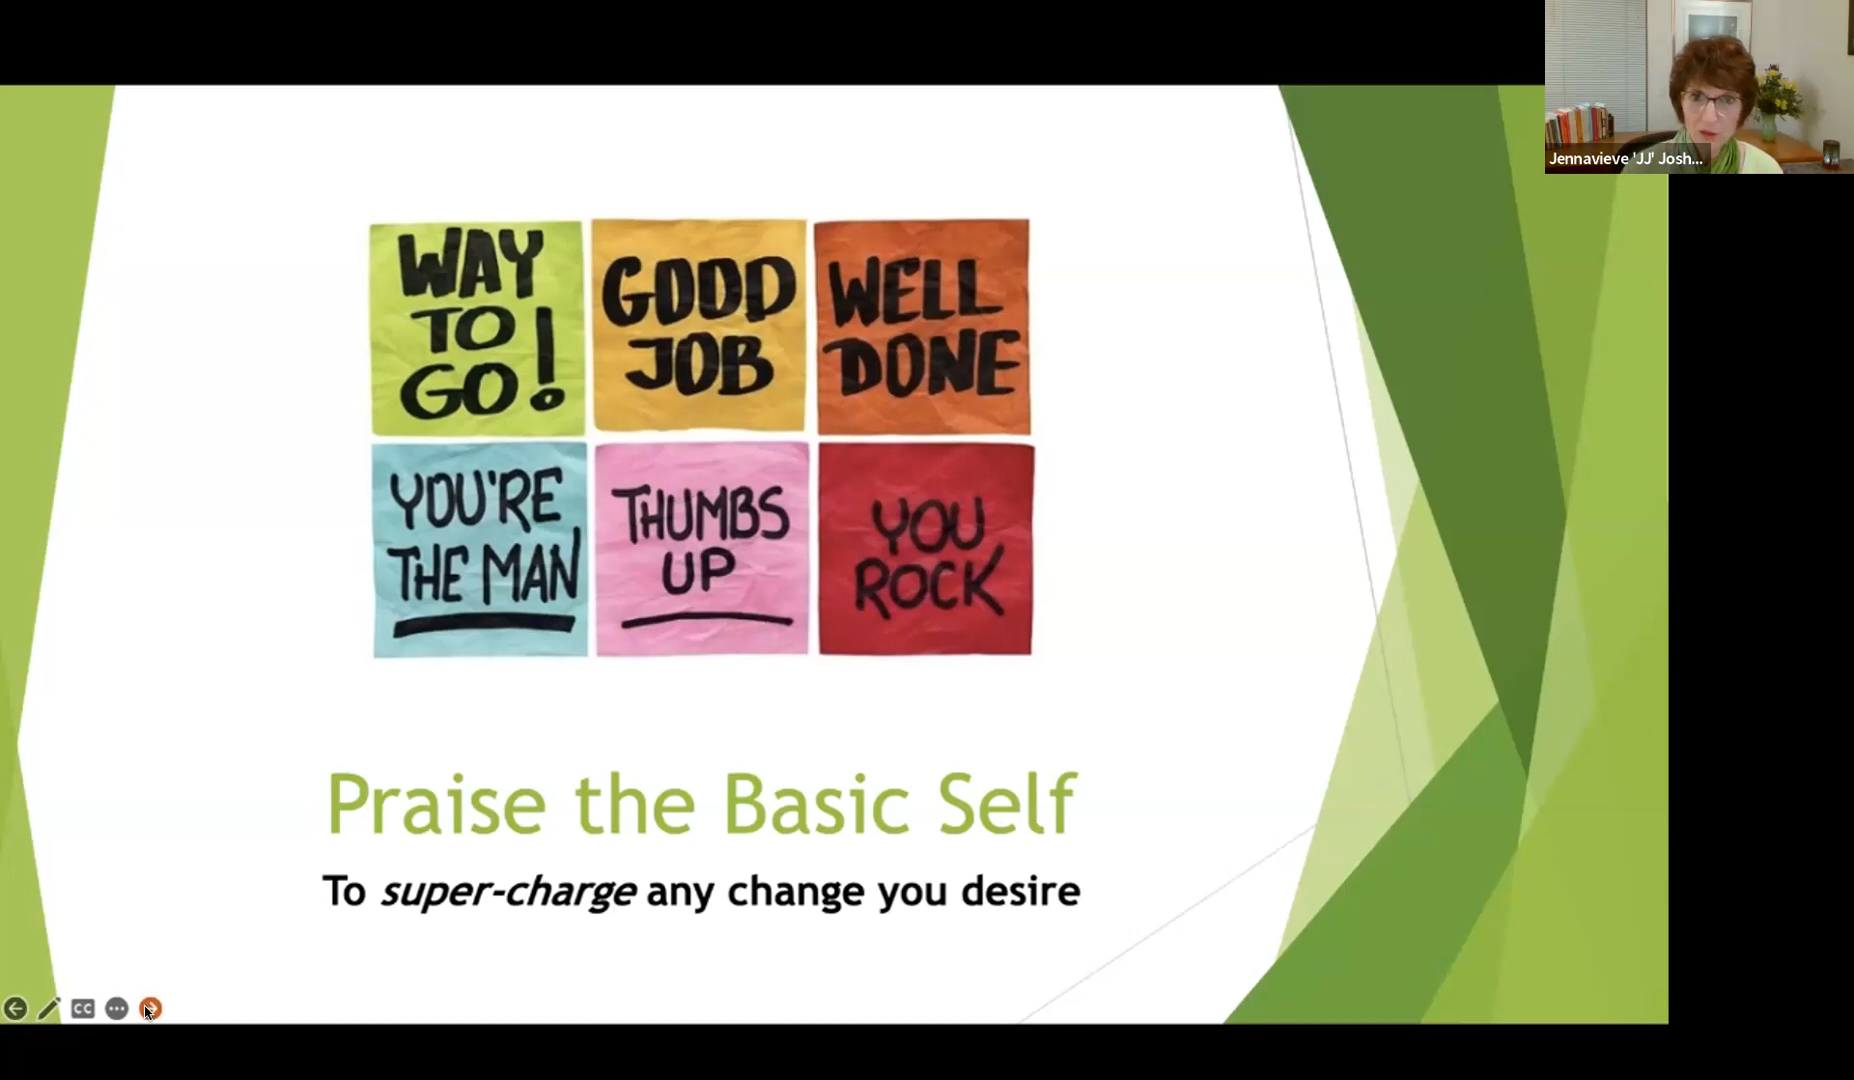 Jennavieve 'JJ' Josh...
WAY
TO
GO!
GOOD
JOB
WELL
DONE
YOU'RE
THE MAN
THUMBS
UP
YOU
ROCK
Praise the Basic Self
To super-charge any change you desire
CC